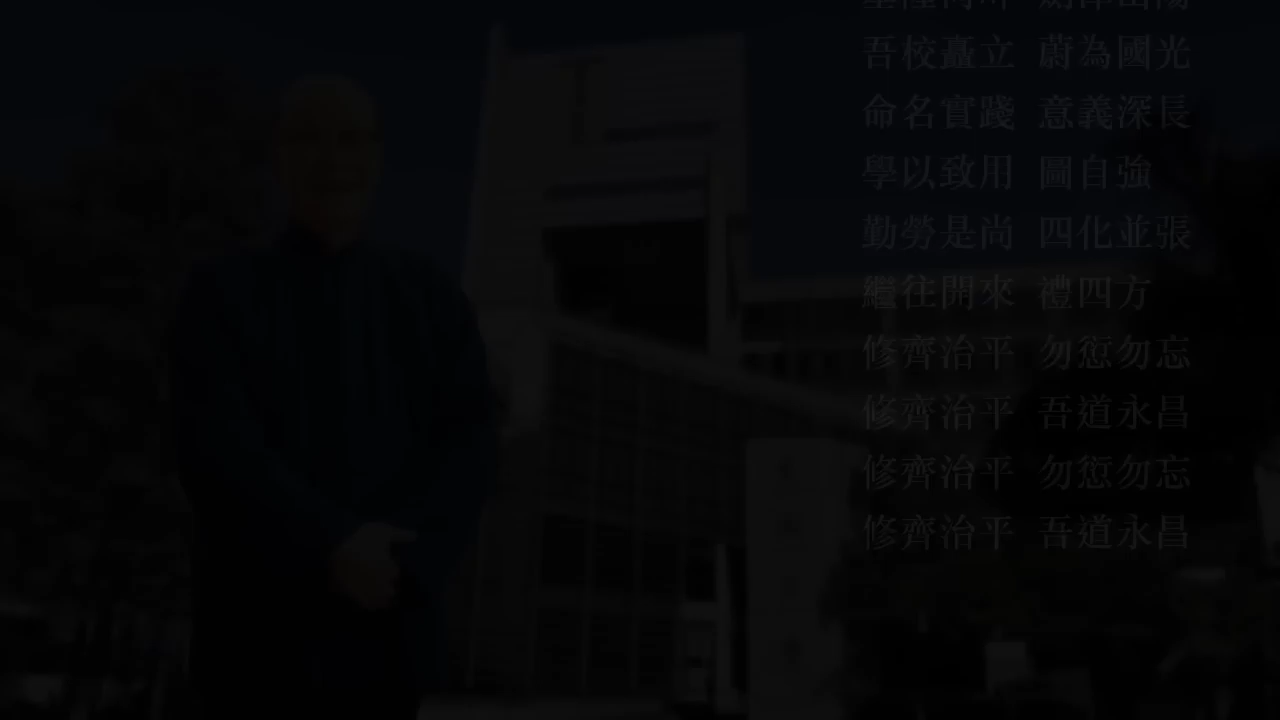 吾校矗立 蔚為國光
命名實踐 意義深長
學以致用 圖自強
勤勞是尚 四化並張
繼往開來 禮四方
修齊治平 勿愆勿忘
修齊治平 吾道永昌
修齊治平 勿愆勿忘
修齊治平 吾道永昌